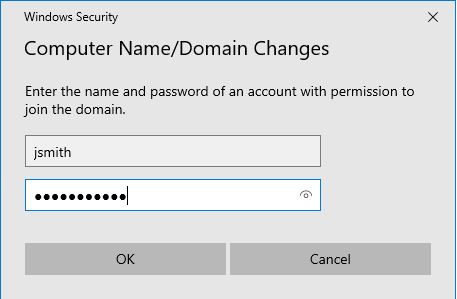 Windows Security
Computer Name/Domain Changes
Enter the name and password of an account with permission to
join the domain.
jsmith
●●●●●●●●●●●
OK
Cancel